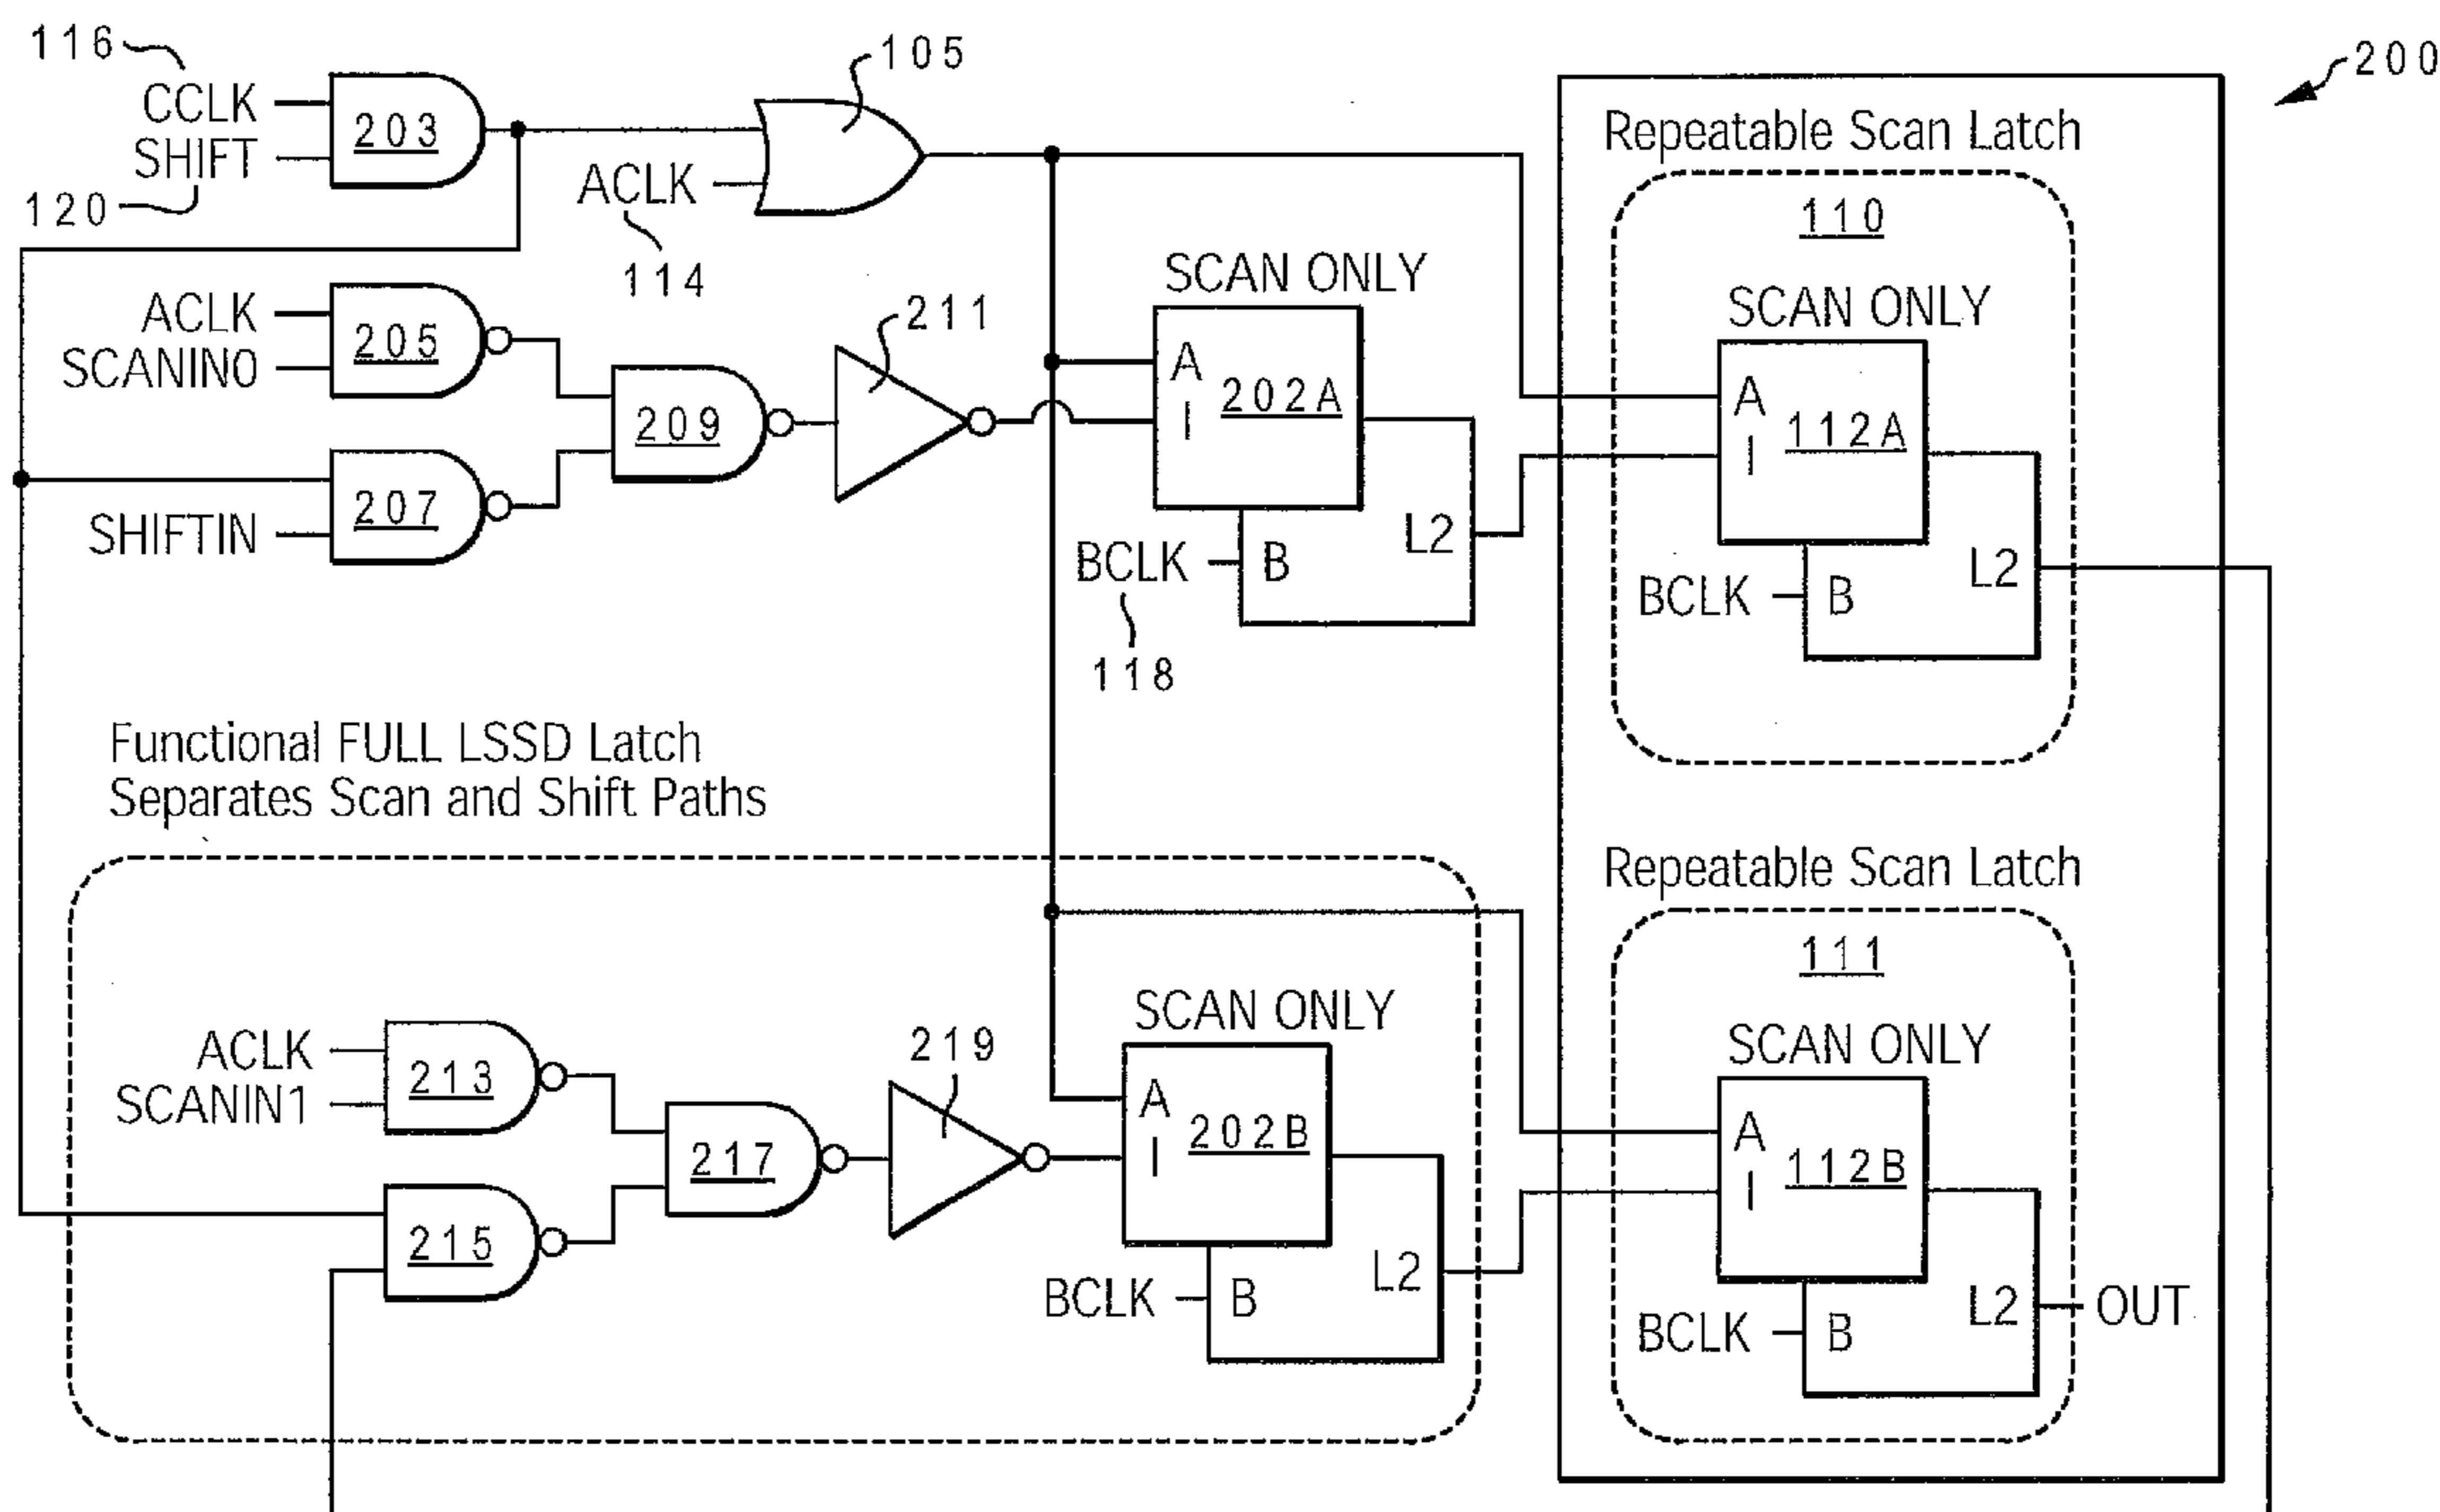 116
CCLK
SHIFT
120
203
105
ACLK
114
200
Repeatable Scan Latch
110
SCAN ONLY
A
I
112A
BCLK
B
L2
ACLK
SCANIN0
205
SHIFTIN
207
209
211
SCAN ONLY
A
I
202A
BCLK
B
L2
118
Functional FULL LSSD Latch
Separates Scan and Shift Paths
ACLK
SCANIN1
213
215
217
219
SCAN ONLY
A
I
202B
BCLK
B
L2
Repeatable Scan Latch
111
SCAN ONLY
A
I
112B
BCLK
B
L2
OUT